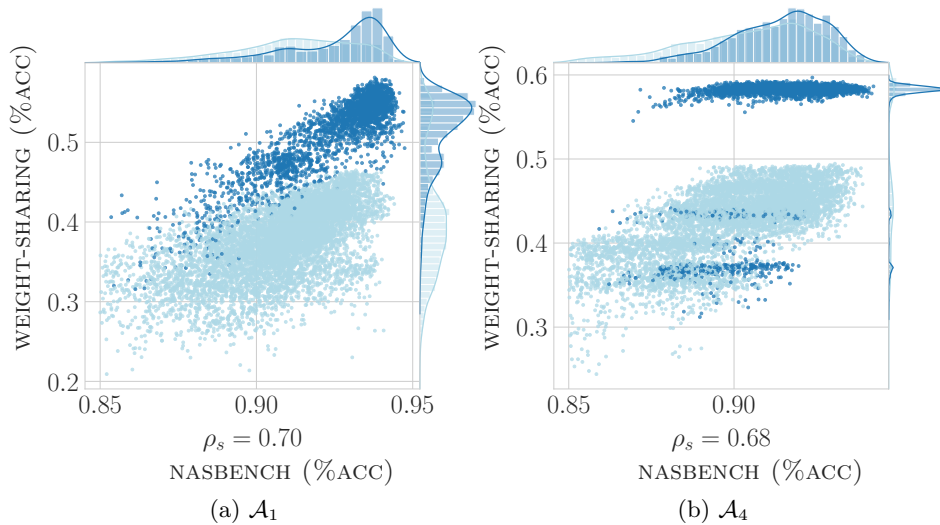 WEIGHT-SHARING (%ACC)
0.5
0.4
0.3
0.2
0.85
0.90
0.95
ρₛ = 0.70
NASBENCH (%ACC)
(a) 𝒜₁
WEIGHT-SHARING (%ACC)
0.6
0.5
0.4
0.3
0.85
0.90
ρₛ = 0.68
NASBENCH (%ACC)
(b) 𝒜₄